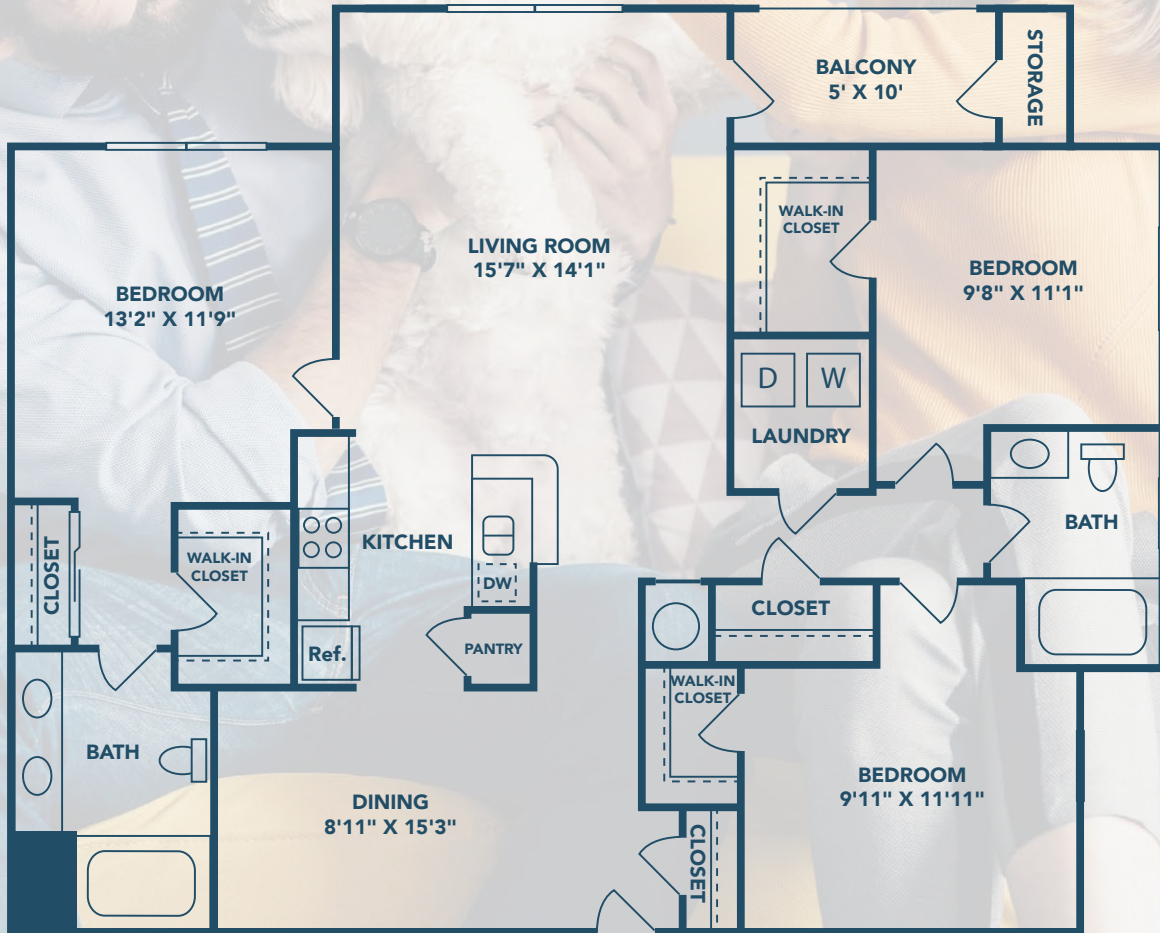 BALCONY
5' X 10'
STORAGE
WALK-IN
CLOSET
LIVING ROOM
15'7" X 14'1"
BEDROOM
9'8" X 11'1"
BEDROOM
13'2" X 11'9"
D
W
LAUNDRY
BATH
KITCHEN
CLOSET
WALK-IN
CLOSET
DW
CLOSET
Ref.
PANTRY
WALK-IN
CLOSET
BATH
BEDROOM
9'11" X 11'11"
DINING
8'11" X 15'3"
CLOSET